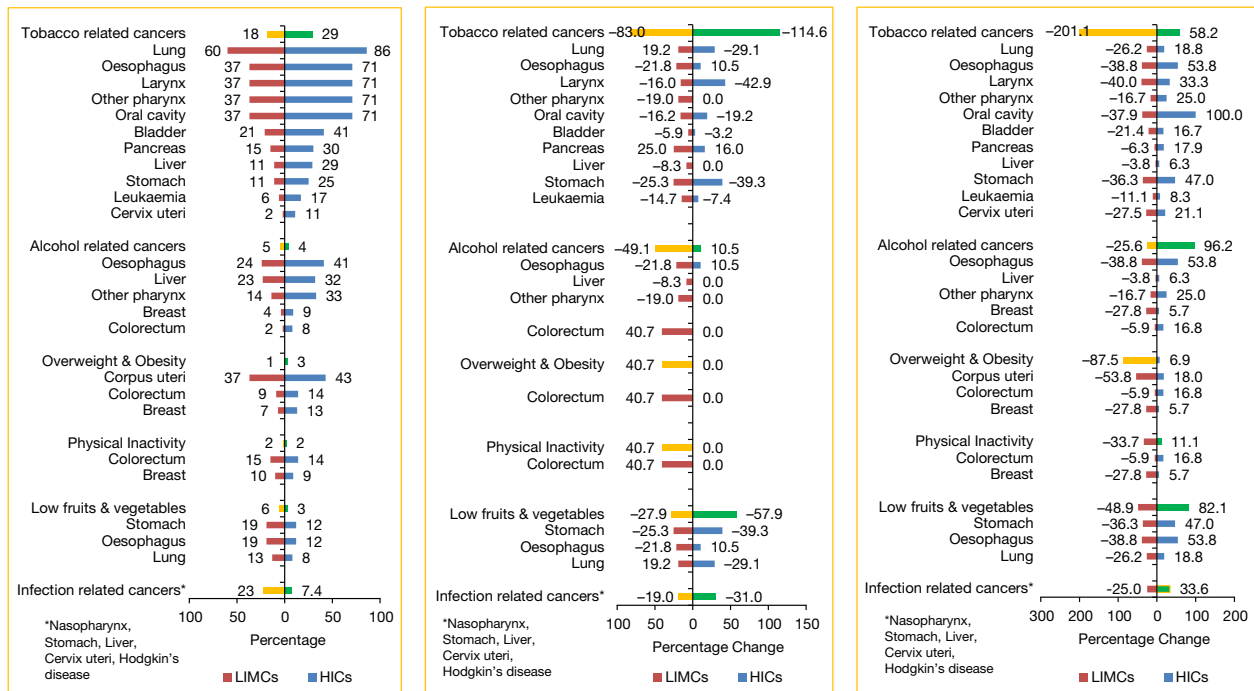 Tobacco related cancers 18 29
Lung 60 86
Oesophagus 37 71
Larynx 37 71
Other pharynx 37 71
Oral cavity 37 71
Bladder 21 41
Pancreas 15 30
Liver 11 29
Stomach 11 25
Leukaemia 6 17
Cervix uteri 2 11
Alcohol related cancers 5 4
Oesophagus 24 41
Liver 23 32
Other pharynx 14 33
Breast 4 9
Colorectum 2 8
Overweight & Obesity 1 3
Corpus uteri 37 43
Colorectum 9 14
Breast 7 13
Physical Inactivity 2 2
Colorectum 15 14
Breast 10 9
Low fruits & vegetables 6 3
Stomach 19 12
Oesophagus 19 12
Lung 13 8
Infection related cancers* 23 7.4
100 50 0 50 100
Percentage
*Nasopharynx,
Stomach, Liver,
Cervix uteri, Hodgkin's
disease
LIMCs HICs
Tobacco related cancers −83.0 −114.6
Lung 19.2 −29.1
Oesophagus −21.8 10.5
Larynx −16.0 −42.9
Other pharynx −19.0 0.0
Oral cavity −16.2 −19.2
Bladder −5.9 −3.2
Pancreas 25.0 16.0
Liver −8.3 0.0
Stomach −25.3 −39.3
Leukaemia −14.7 −7.4
Alcohol related cancers −49.1 10.5
Oesophagus −21.8 10.5
Liver −8.3 0.0
Other pharynx −19.0 0.0
Colorectum 40.7 0.0
Overweight & Obesity 40.7 0.0
Colorectum 40.7 0.0
Physical Inactivity 40.7 0.0
Colorectum 40.7 0.0
Low fruits & vegetables −27.9 −57.9
Stomach −25.3 −39.3
Oesophagus −21.8 10.5
Lung 19.2 −29.1
Infection related cancers* −19.0 −31.0
100 50 0 50 100 150
Percentage Change
*Nasopharynx,
Stomach, Liver,
Cervix uteri,
Hodgkin's disease
LIMCs HICs
Tobacco related cancers −201.1 58.2
Lung −26.2 18.8
Oesophagus −38.8 53.8
Larynx −40.0 33.3
Other pharynx −16.7 25.0
Oral cavity −37.9 100.0
Bladder −21.4 16.7
Pancreas −6.3 17.9
Liver −3.8 6.3
Stomach −36.3 47.0
Leukaemia −11.1 8.3
Cervix uteri −27.5 21.1
Alcohol related cancers −25.6 96.2
Oesophagus −38.8 53.8
Liver −3.8 6.3
Other pharynx −16.7 25.0
Breast −27.8 5.7
Colorectum −5.9 16.8
Overweight & Obesity −87.5 6.9
Corpus uteri −53.8 18.0
Colorectum −5.9 16.8
Breast −27.8 5.7
Physical Inactivity −33.7 11.1
Colorectum −5.9 16.8
Breast −27.8 5.7
Low fruits & vegetables −48.9 82.1
Stomach −36.3 47.0
Oesophagus −38.8 53.8
Lung −26.2 18.8
Infection related cancers* −25.0 33.6
300 200 100 0 100 200
Percentage Change
*Nasopharynx,
Stomach, Liver,
Cervix uteri,
Hodgkin's disease
LIMCs HICs